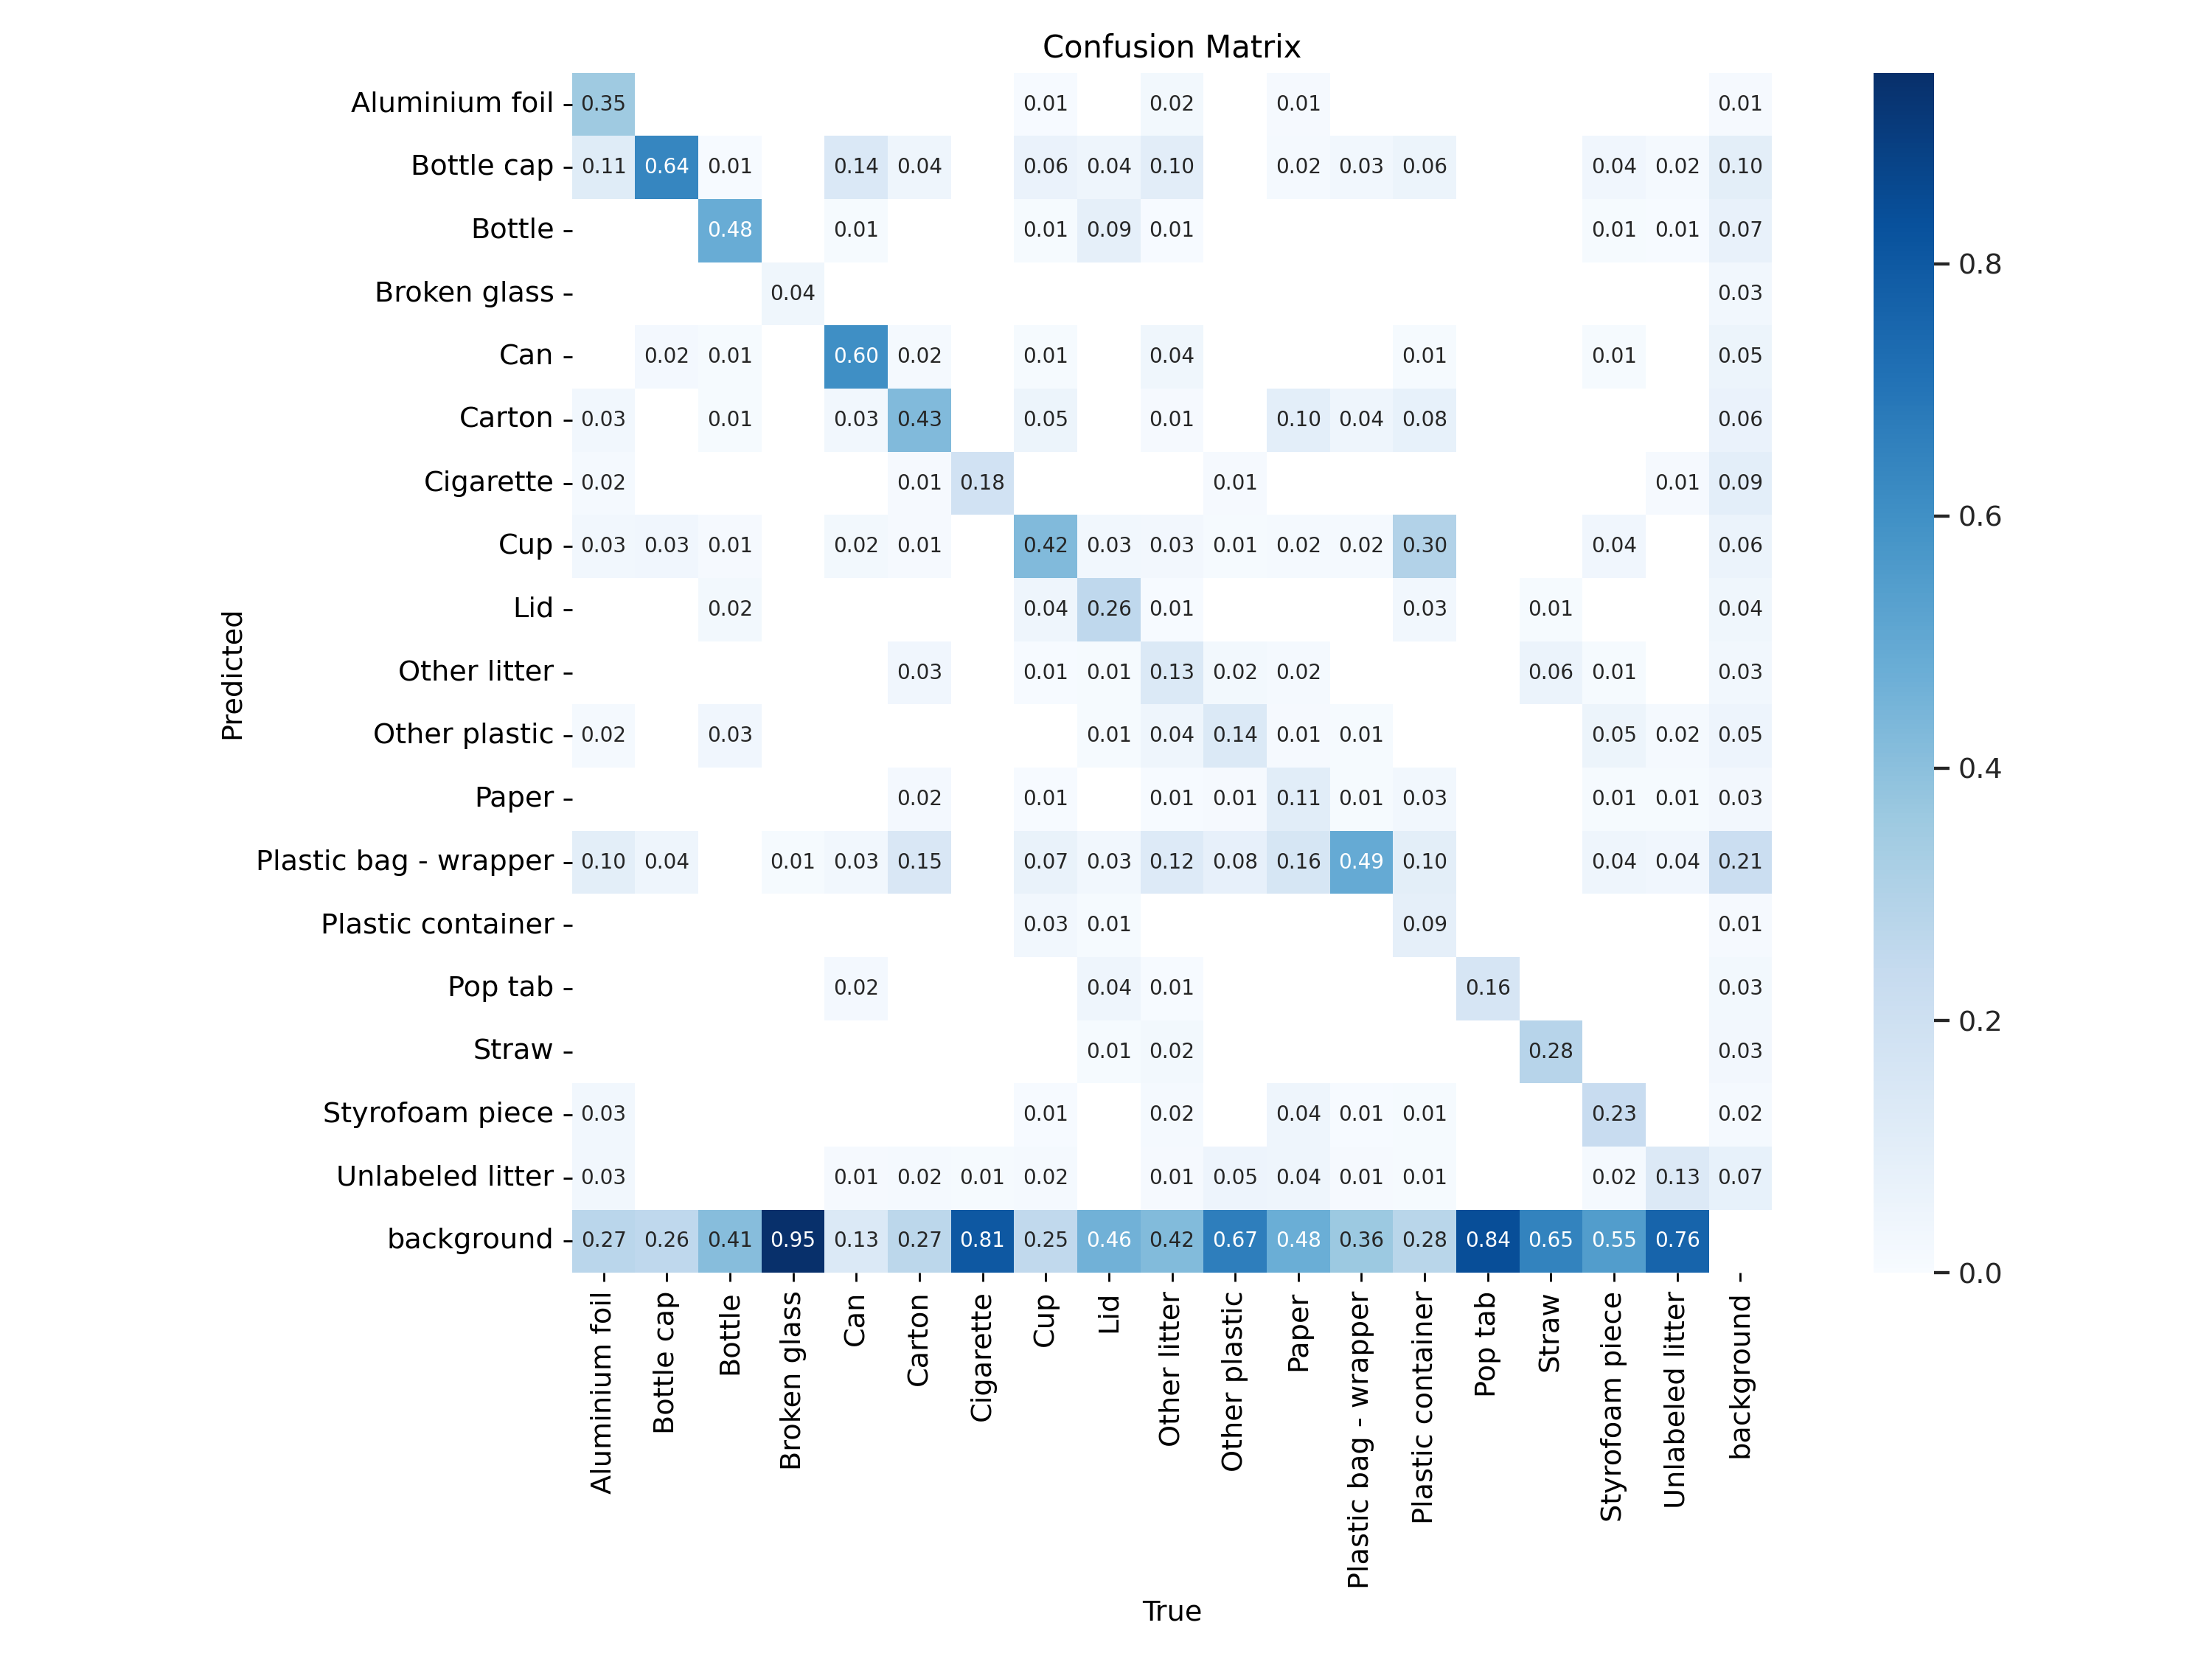 Confusion Matrix
Aluminium foil 0.35 0.01 0.02 0.01 0.01
Bottle cap 0.11 0.64 0.01 0.14 0.04 0.06 0.04 0.10 0.02 0.03 0.06 0.04 0.02 0.10
Bottle 0.48 0.01 0.01 0.09 0.01 0.01 0.01 0.07
Broken glass 0.04 0.03
Can 0.02 0.01 0.60 0.02 0.01 0.04 0.01 0.01 0.05
Carton 0.03 0.01 0.03 0.43 0.05 0.01 0.10 0.04 0.08 0.06
Cigarette 0.02 0.01 0.18 0.01 0.01 0.09
Cup 0.03 0.03 0.01 0.02 0.01 0.42 0.03 0.03 0.01 0.02 0.02 0.30 0.04 0.06
Lid 0.02 0.04 0.26 0.01 0.03 0.01 0.04
Other litter 0.03 0.01 0.01 0.13 0.02 0.02 0.06 0.01 0.03
Other plastic 0.02 0.03 0.01 0.04 0.14 0.01 0.01 0.05 0.02 0.05
Paper 0.02 0.01 0.01 0.01 0.11 0.01 0.03 0.01 0.01 0.03
Plastic bag - wrapper 0.10 0.04 0.01 0.03 0.15 0.07 0.03 0.12 0.08 0.16 0.49 0.10 0.04 0.04 0.21
Plastic container 0.03 0.01 0.09 0.01
Pop tab 0.02 0.04 0.01 0.16 0.03
Straw 0.01 0.02 0.28 0.03
Styrofoam piece 0.03 0.01 0.02 0.04 0.01 0.01 0.23 0.02
Unlabeled litter 0.03 0.01 0.02 0.01 0.02 0.01 0.05 0.04 0.01 0.01 0.02 0.13 0.07
background 0.27 0.26 0.41 0.95 0.13 0.27 0.81 0.25 0.46 0.42 0.67 0.48 0.36 0.28 0.84 0.65 0.55 0.76
Predicted
Aluminium foil
Bottle cap
Bottle
Broken glass
Can
Carton
Cigarette
Cup
Lid
Other litter
Other plastic
Paper
Plastic bag - wrapper
Plastic container
Pop tab
Straw
Styrofoam piece
Unlabeled litter
background
True
0.8
0.6
0.4
0.2
0.0